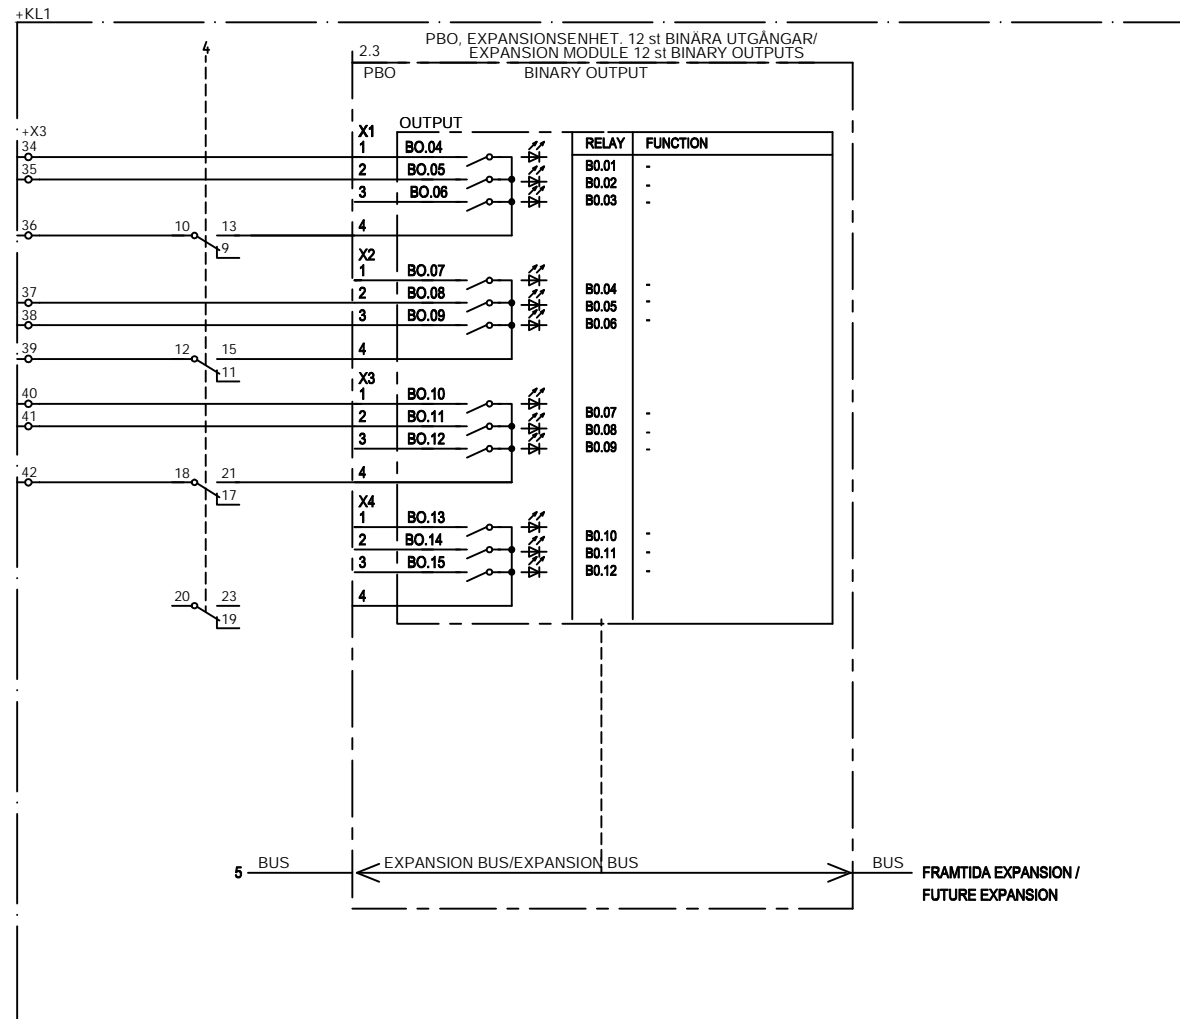 +KL1
PBO, EXPANSIONSENHET. 12 st BINÄRA UTGÅNGAR/
EXPANSION MODULE 12 st BINARY OUTPUTS
4
2.3
PBO
BINARY OUTPUT
+X3
X1
OUTPUT
RELAY FUNCTION
34
1 BO.04
35
2 BO.05
3 BO.06
B0.01 -
B0.02 -
B0.03 -
36
10 13
9
4
X2
1 BO.07
37
2 BO.08
38
3 BO.09
B0.04 -
B0.05 -
B0.06 -
39
12 15
11
4
X3
40
1 BO.10
41
2 BO.11
3 BO.12
B0.07 -
B0.08 -
B0.09 -
42
18 21
17
4
X4
1 BO.13
2 BO.14
3 BO.15
B0.10 -
B0.11 -
B0.12 -
20 23
19
4
5 BUS
EXPANSION BUS/EXPANSION BUS
BUS
FRAMTIDA EXPANSION /
FUTURE EXPANSION